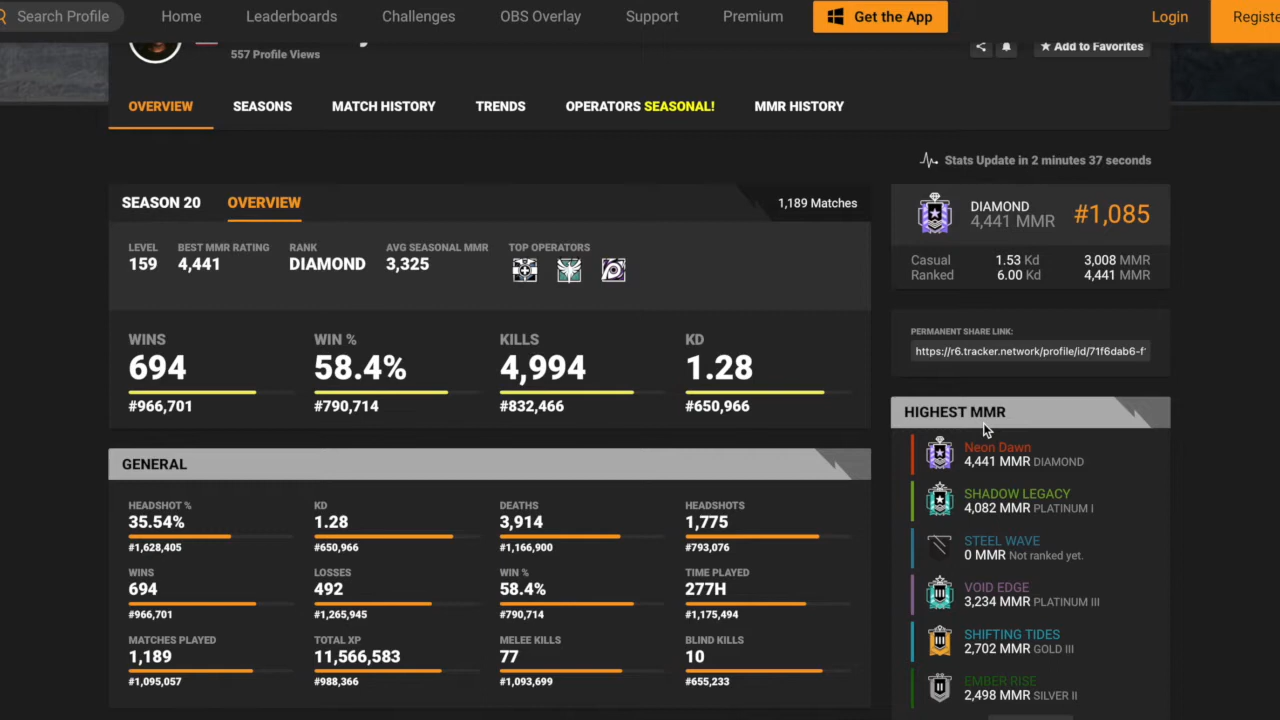 Search Profile
Home
Leaderboards
Challenges
OBS Overlay
Support
Premium
Get the App
Login
Registe
557 Profile Views
★ Add to Favorites
OVERVIEW
SEASONS
MATCH HISTORY
TRENDS
OPERATORS SEASONAL!
MMR HISTORY
Stats Update in 2 minutes 37 seconds
SEASON 20
OVERVIEW
1,189 Matches
LEVEL
159
BEST MMR RATING
4,441
RANK
DIAMOND
AVG SEASONAL MMR
3,325
TOP OPERATORS
WINS
694
#966,701
WIN %
58.4%
#790,714
KILLS
4,994
#832,466
KD
1.28
#650,966
GENERAL
HEADSHOT %
35.54%
#1,628,405
KD
1.28
#650,966
DEATHS
3,914
#1,166,900
HEADSHOTS
1,775
#793,076
WINS
694
#966,701
LOSSES
492
#1,265,945
WIN %
58.4%
#790,714
TIME PLAYED
277H
#1,175,494
MATCHES PLAYED
1,189
#1,095,057
TOTAL XP
11,566,583
#988,366
MELEE KILLS
77
#1,093,699
BLIND KILLS
10
#655,233
DIAMOND
4,441 MMR
#1,085
Casual 1.53 Kd 3,008 MMR
Ranked 6.00 Kd 4,441 MMR
PERMANENT SHARE LINK:
https://r6.tracker.network/profile/id/71f6dab6-f
HIGHEST MMR
Neon Dawn
4,441 MMR DIAMOND
SHADOW LEGACY
4,082 MMR PLATINUM I
STEEL WAVE
0 MMR Not ranked yet.
VOID EDGE
3,234 MMR PLATINUM III
SHIFTING TIDES
2,702 MMR GOLD III
EMBER RISE
2,498 MMR SILVER II